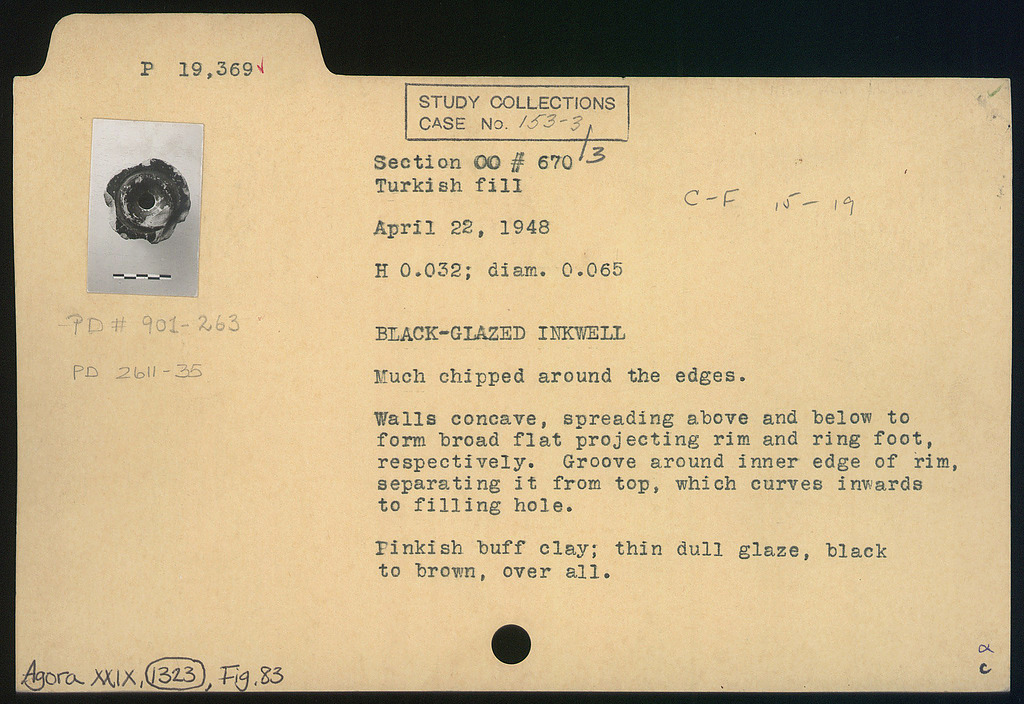 P 19,369✓
STUDY COLLECTIONS
CASE No. 153-3/3
Section OO # 670
Turkish fill
C-F 15-19
April 22, 1948
H 0.032; diam. 0.065
PD# 901-263
BLACK-GLAZED INKWELL
PD 2611-35
Much chipped around the edges.
Walls concave, spreading above and below to
form broad flat projecting rim and ring foot,
respectively. Groove around inner edge of rim,
separating it from top, which curves inwards
to filling hole.
Pinkish buff clay; thin dull glaze, black
to brown, over all.
α
c
Agora XXIX, 1323, Fig. 83